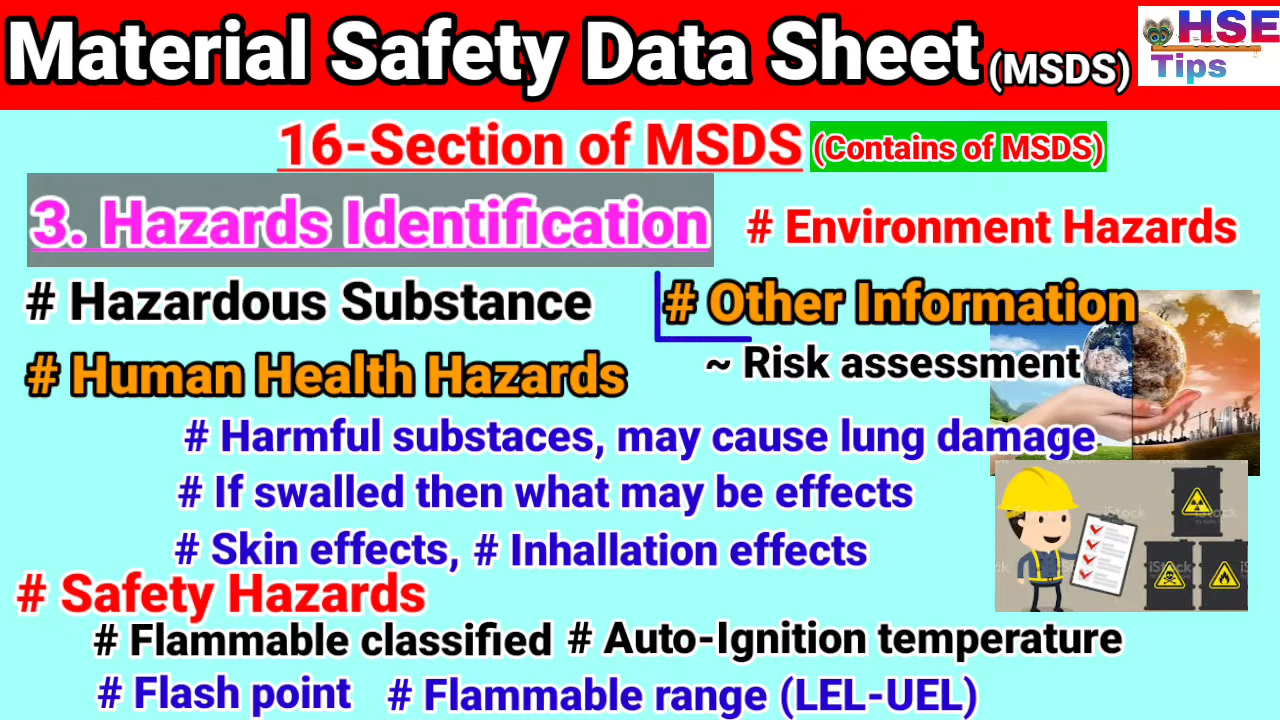 Material Safety Data Sheet (MSDS)
HSE
Tips
16-Section of MSDS (Contains of MSDS)
3. Hazards Identification
# Environment Hazards
# Hazardous Substance
# Other Information
~ Risk assessment
# Human Health Hazards
# Harmful substaces, may cause lung damage
# If swalled then what may be effects
# Skin effects, # Inhallation effects
# Safety Hazards
# Flammable classified # Auto-Ignition temperature
# Flash point # Flammable range (LEL-UEL)
iStock
iStock